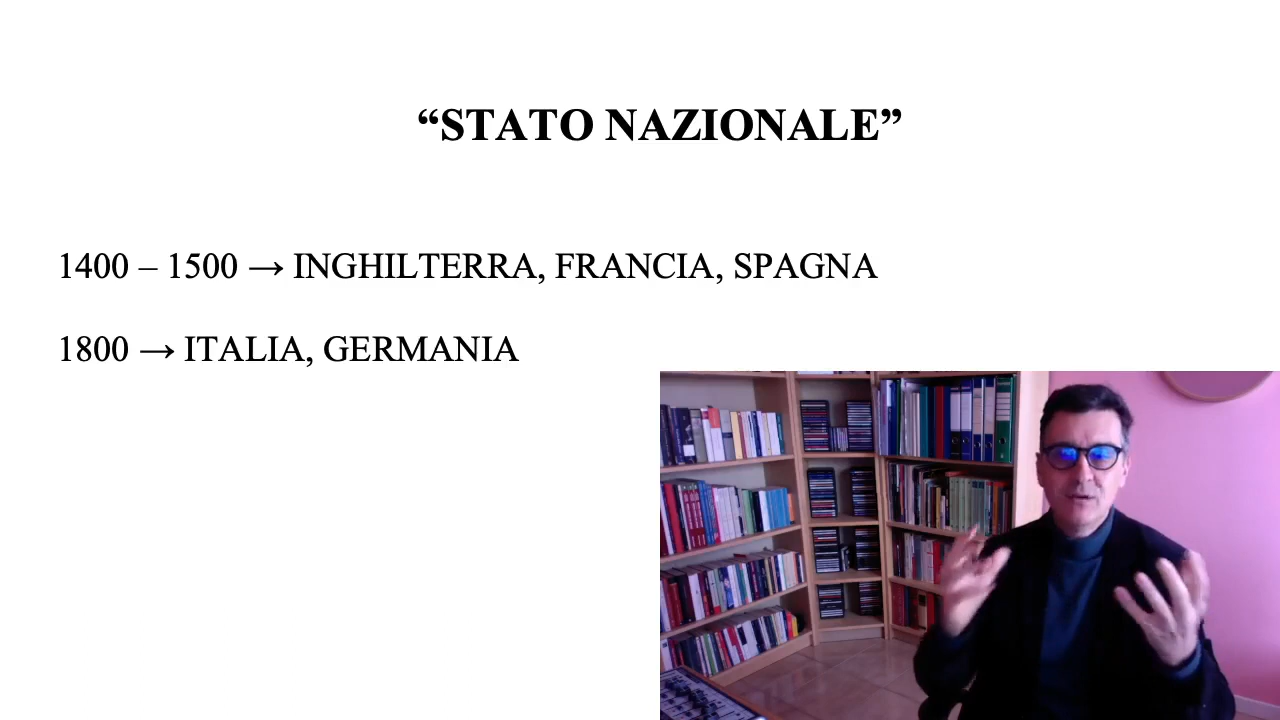 “STATO NAZIONALE”
1400 – 1500 → INGHILTERRA, FRANCIA, SPAGNA
1800 → ITALIA, GERMANIA